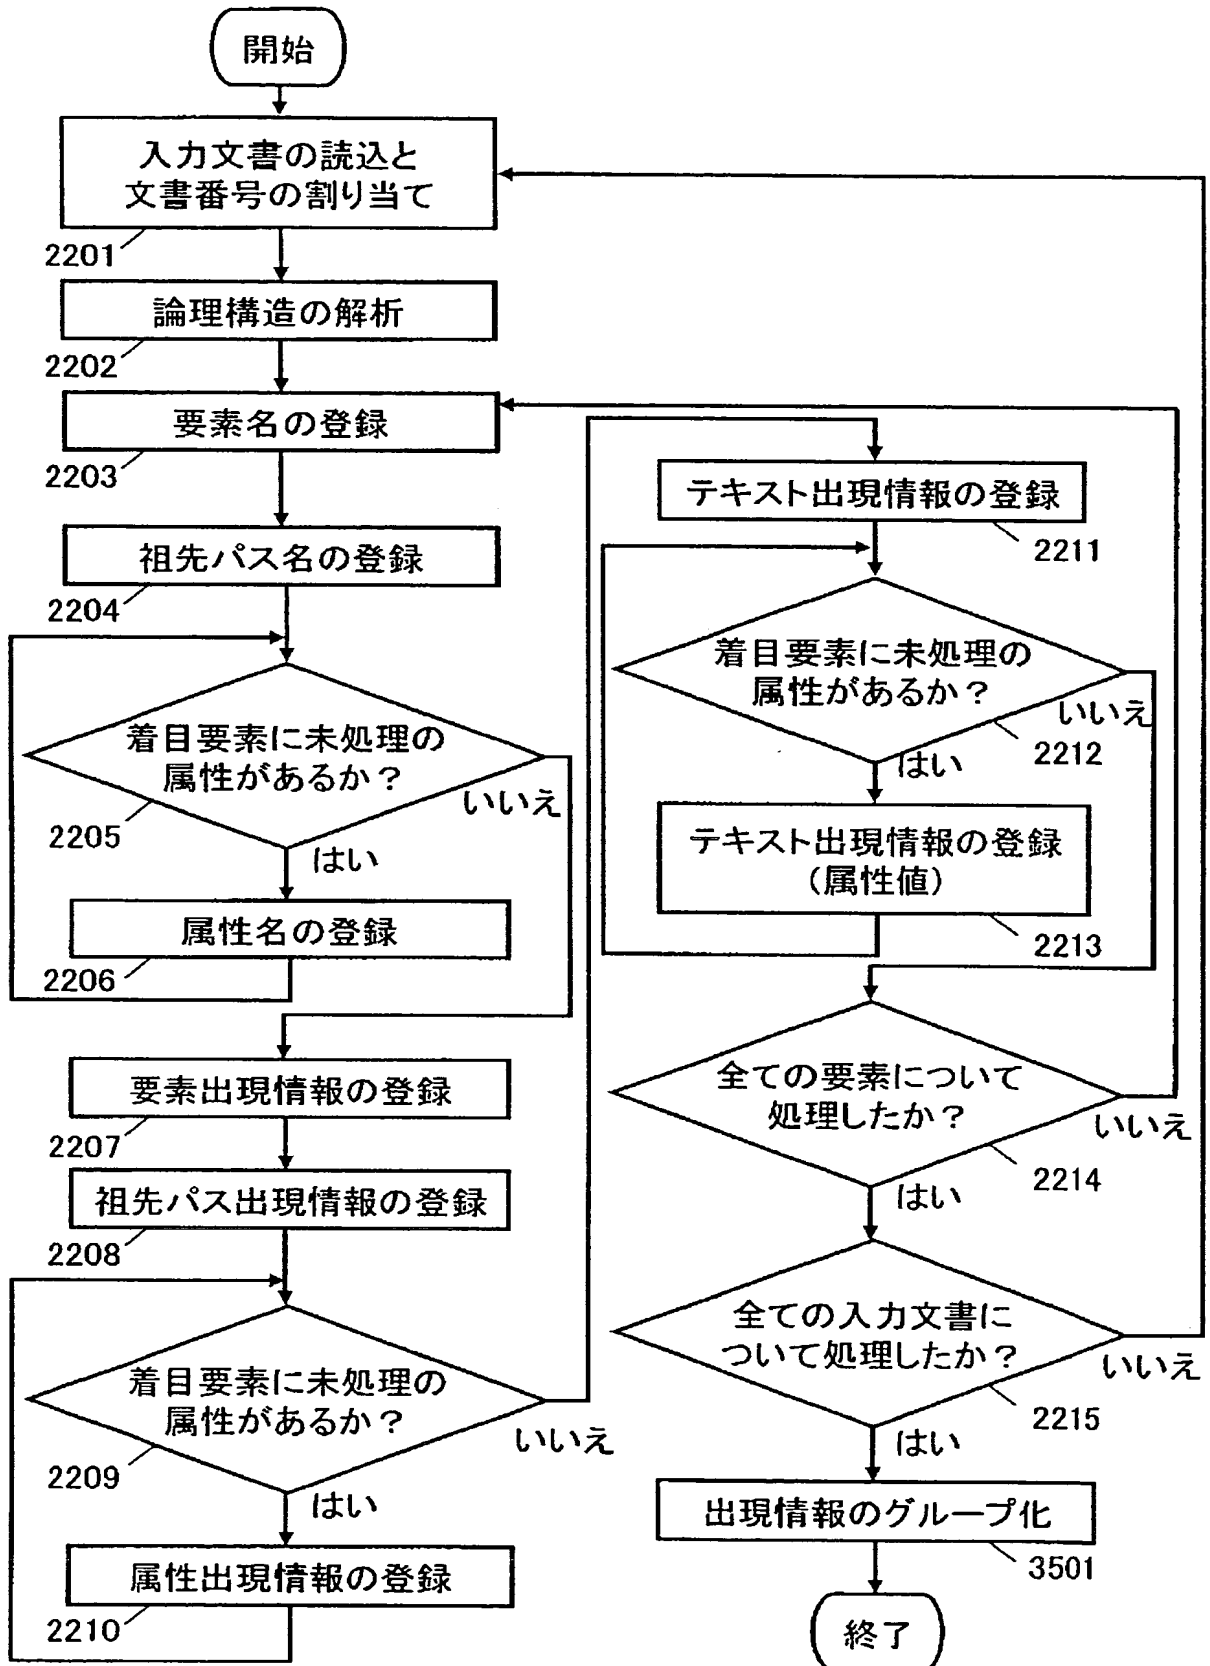 開始
入力文書の読込と
文書番号の割り当て
2201
論理構造の解析
2202
要素名の登録
2203
祖先パス名の登録
2204
着目要素に未処理の
属性があるか？
いいえ
2205
はい
属性名の登録
2206
要素出現情報の登録
2207
祖先パス出現情報の登録
2208
着目要素に未処理の
属性があるか？
いいえ
2209
はい
属性出現情報の登録
2210
テキスト出現情報の登録
2211
着目要素に未処理の
属性があるか？
いいえ
2212
はい
テキスト出現情報の登録
(属性値)
2213
全ての要素について
処理したか？
いいえ
2214
はい
全ての入力文書に
ついて処理したか？
いいえ
2215
はい
出現情報のグループ化
3501
終了